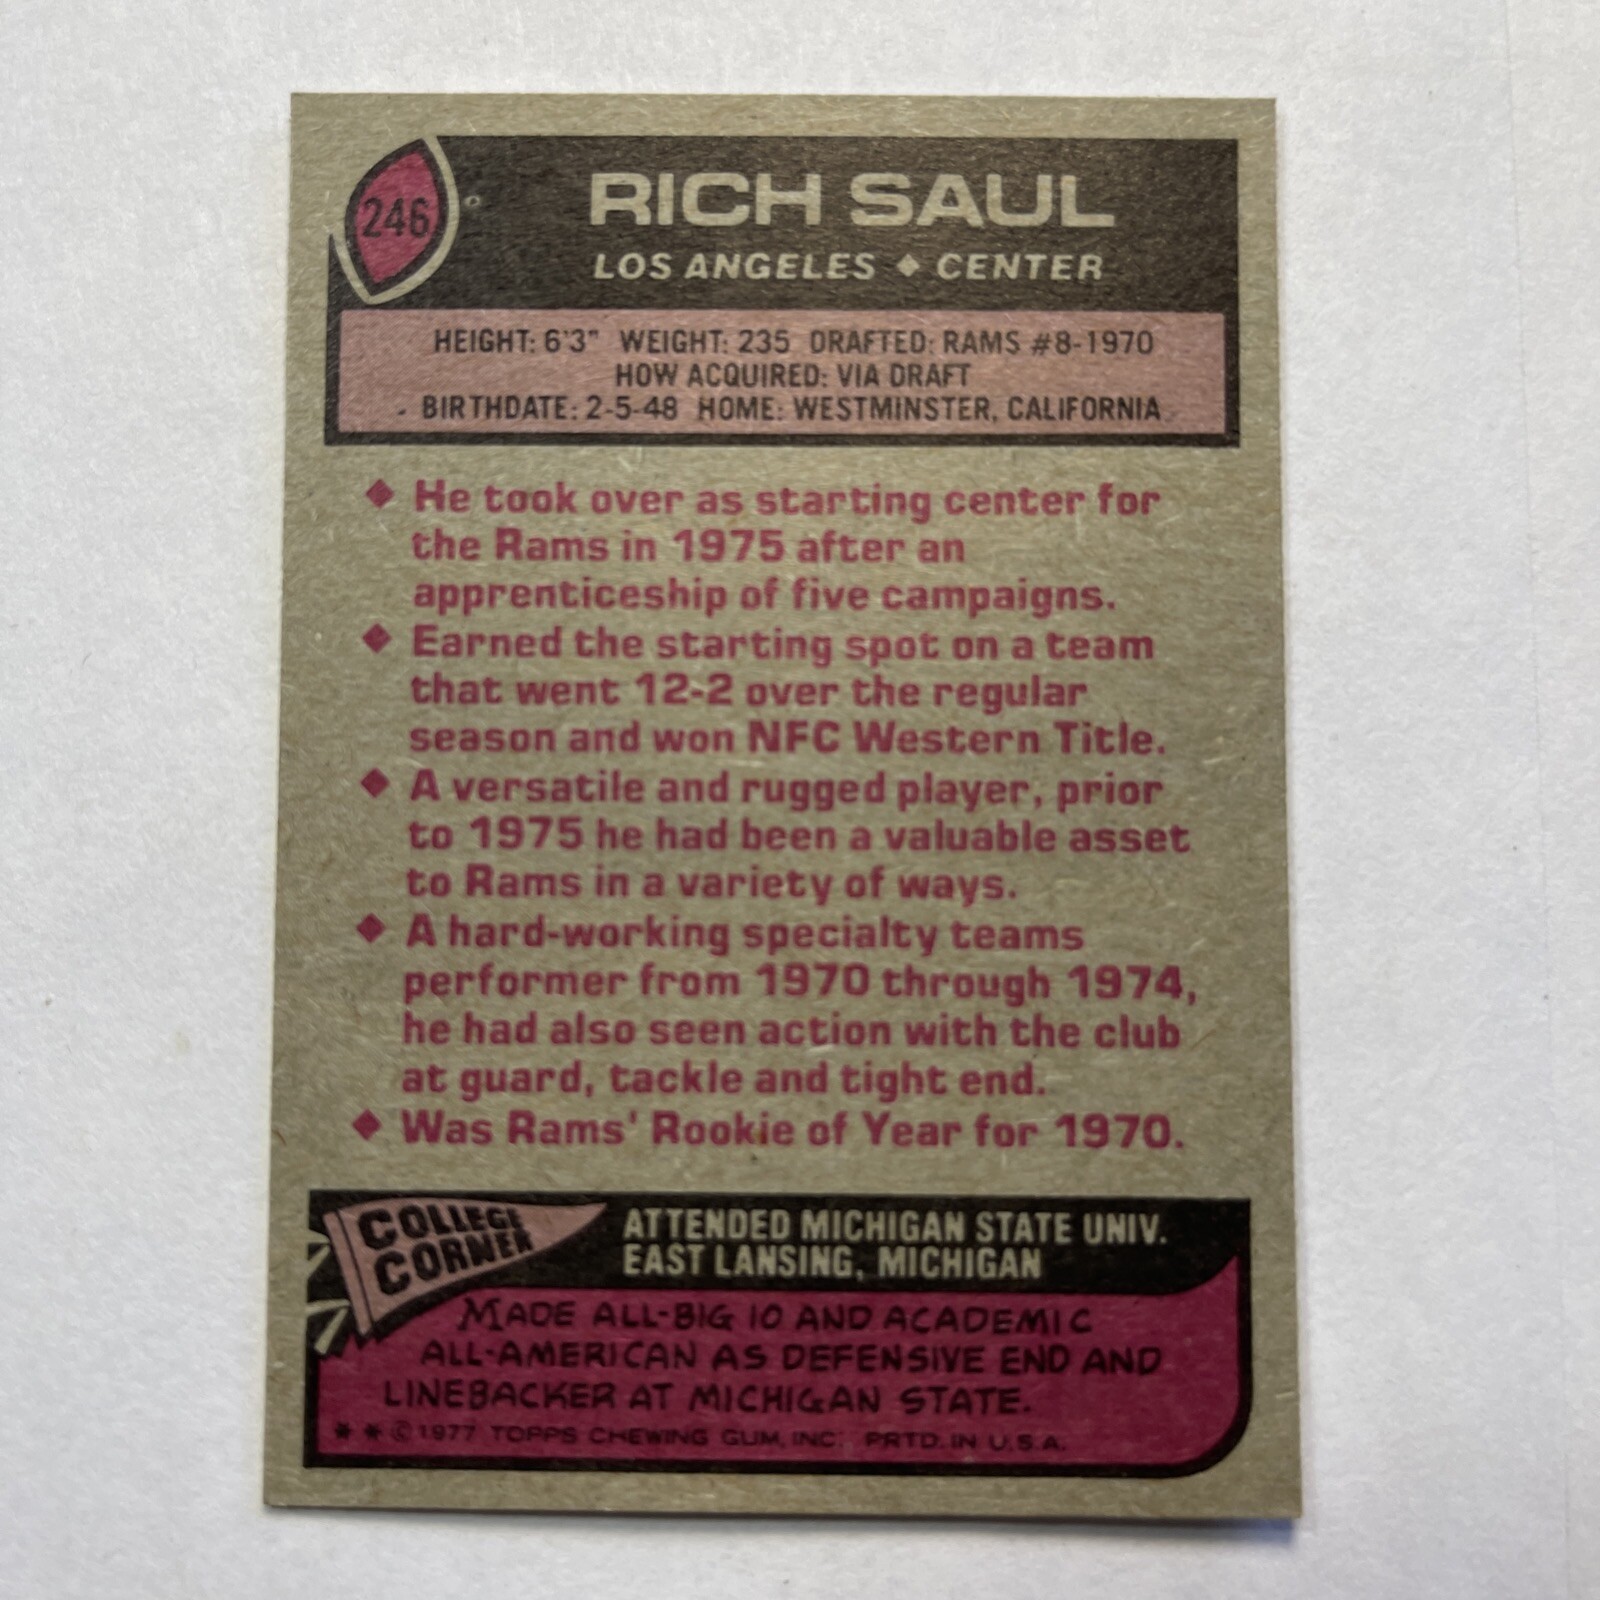 246
RICH SAUL
LOS ANGELES ◆ CENTER
HEIGHT: 6'3" WEIGHT: 235 DRAFTED: RAMS #8-1970
HOW ACQUIRED: VIA DRAFT
BIRTHDATE: 2-5-48 HOME: WESTMINSTER, CALIFORNIA
◆ He took over as starting center for
the Rams in 1975 after an
apprenticeship of five campaigns.
◆ Earned the starting spot on a team
that went 12-2 over the regular
season and won NFC Western Title.
◆ A versatile and rugged player, prior
to 1975 he had been a valuable asset
to Rams in a variety of ways.
◆ A hard-working specialty teams
performer from 1970 through 1974,
he had also seen action with the club
at guard, tackle and tight end.
◆ Was Rams' Rookie of Year for 1970.
COLLEGE
CORNER
ATTENDED MICHIGAN STATE UNIV.
EAST LANSING, MICHIGAN
MADE ALL-BIG 10 AND ACADEMIC
ALL-AMERICAN AS DEFENSIVE END AND
LINEBACKER AT MICHIGAN STATE.
* * © 1977 TOPPS CHEWING GUM, INC. PRTD. IN U.S.A.